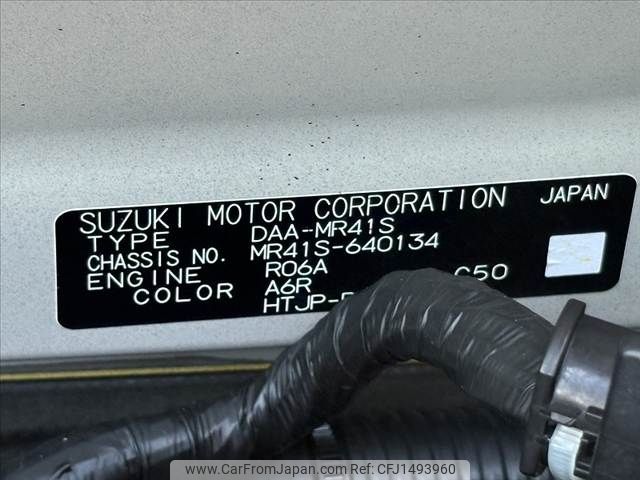 SUZUKI MOTOR CORPORATION JAPAN
TYPE DAA-MR41S
CHASSIS NO. MR41S-640134
ENGINE R06A
COLOR A6R C50
HTJP-
www.CarFromJapan.com Ref:CFJ1493960